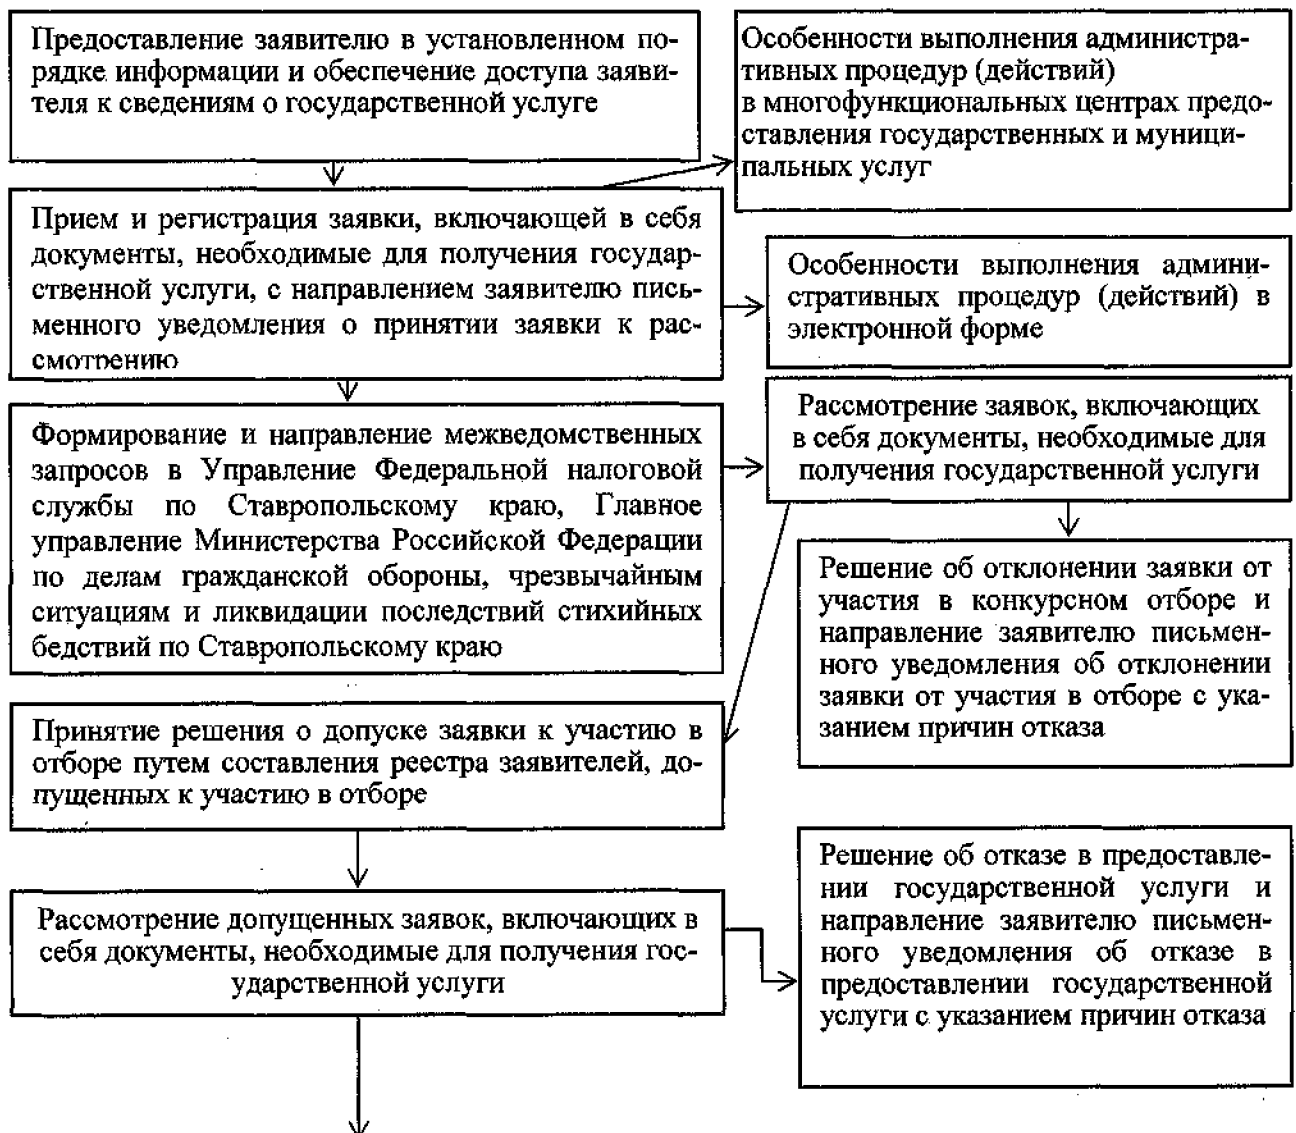 Предоставление заявителю в установленном по-
рядке информации и обеспечение доступа заяви-
теля к сведениям о государственной услуге
Особенности выполнения администра-
тивных процедур (действий)
в многофункциональных центрах предо-
ставления государственных и муници-
пальных услуг
Прием и регистрация заявки, включающей в себя
документы, необходимые для получения государ-
ственной услуги, с направлением заявителю пись-
менного уведомления о принятии заявки к рас-
смотрению
Особенности выполнения админи-
стративных процедур (действий) в
электронной форме
Формирование и направление межведомственных
запросов в Управление Федеральной налоговой
службы по Ставропольскому краю, Главное
управление Министерства Российской Федерации
по делам гражданской обороны, чрезвычайным
ситуациям и ликвидации последствий стихийных
бедствий по Ставропольскому краю
Рассмотрение заявок, включающих
в себя документы, необходимые для
получения государственной услуги
Решение об отклонении заявки от
участия в конкурсном отборе и
направление заявителю письмен-
ного уведомления об отклонении
заявки от участия в отборе с ука-
занием причин отказа
Принятие решения о допуске заявки к участию в
отборе путем составления реестра заявителей, до-
пущенных к участию в отборе
Рассмотрение допущенных заявок, включающих в
себя документы, необходимые для получения гос-
ударственной услуги
Решение об отказе в предоставле-
нии государственной услуги и
направление заявителю письмен-
ного уведомления об отказе в
предоставлении государственной
услуги с указанием причин отказа